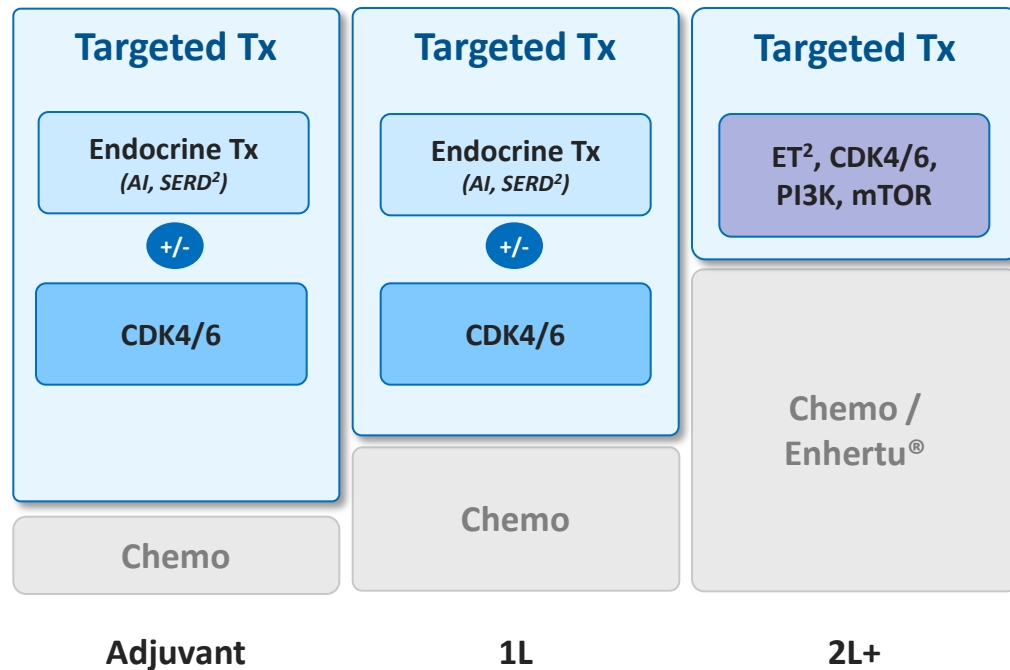 Targeted Tx
Endocrine Tx
(AI, SERD²)
+/-
CDK4/6
Chemo
Adjuvant
Targeted Tx
Endocrine Tx
(AI, SERD²)
+/-
CDK4/6
Chemo
1L
Targeted Tx
ET², CDK4/6,
PI3K, mTOR
Chemo /
Enhertu®
2L+